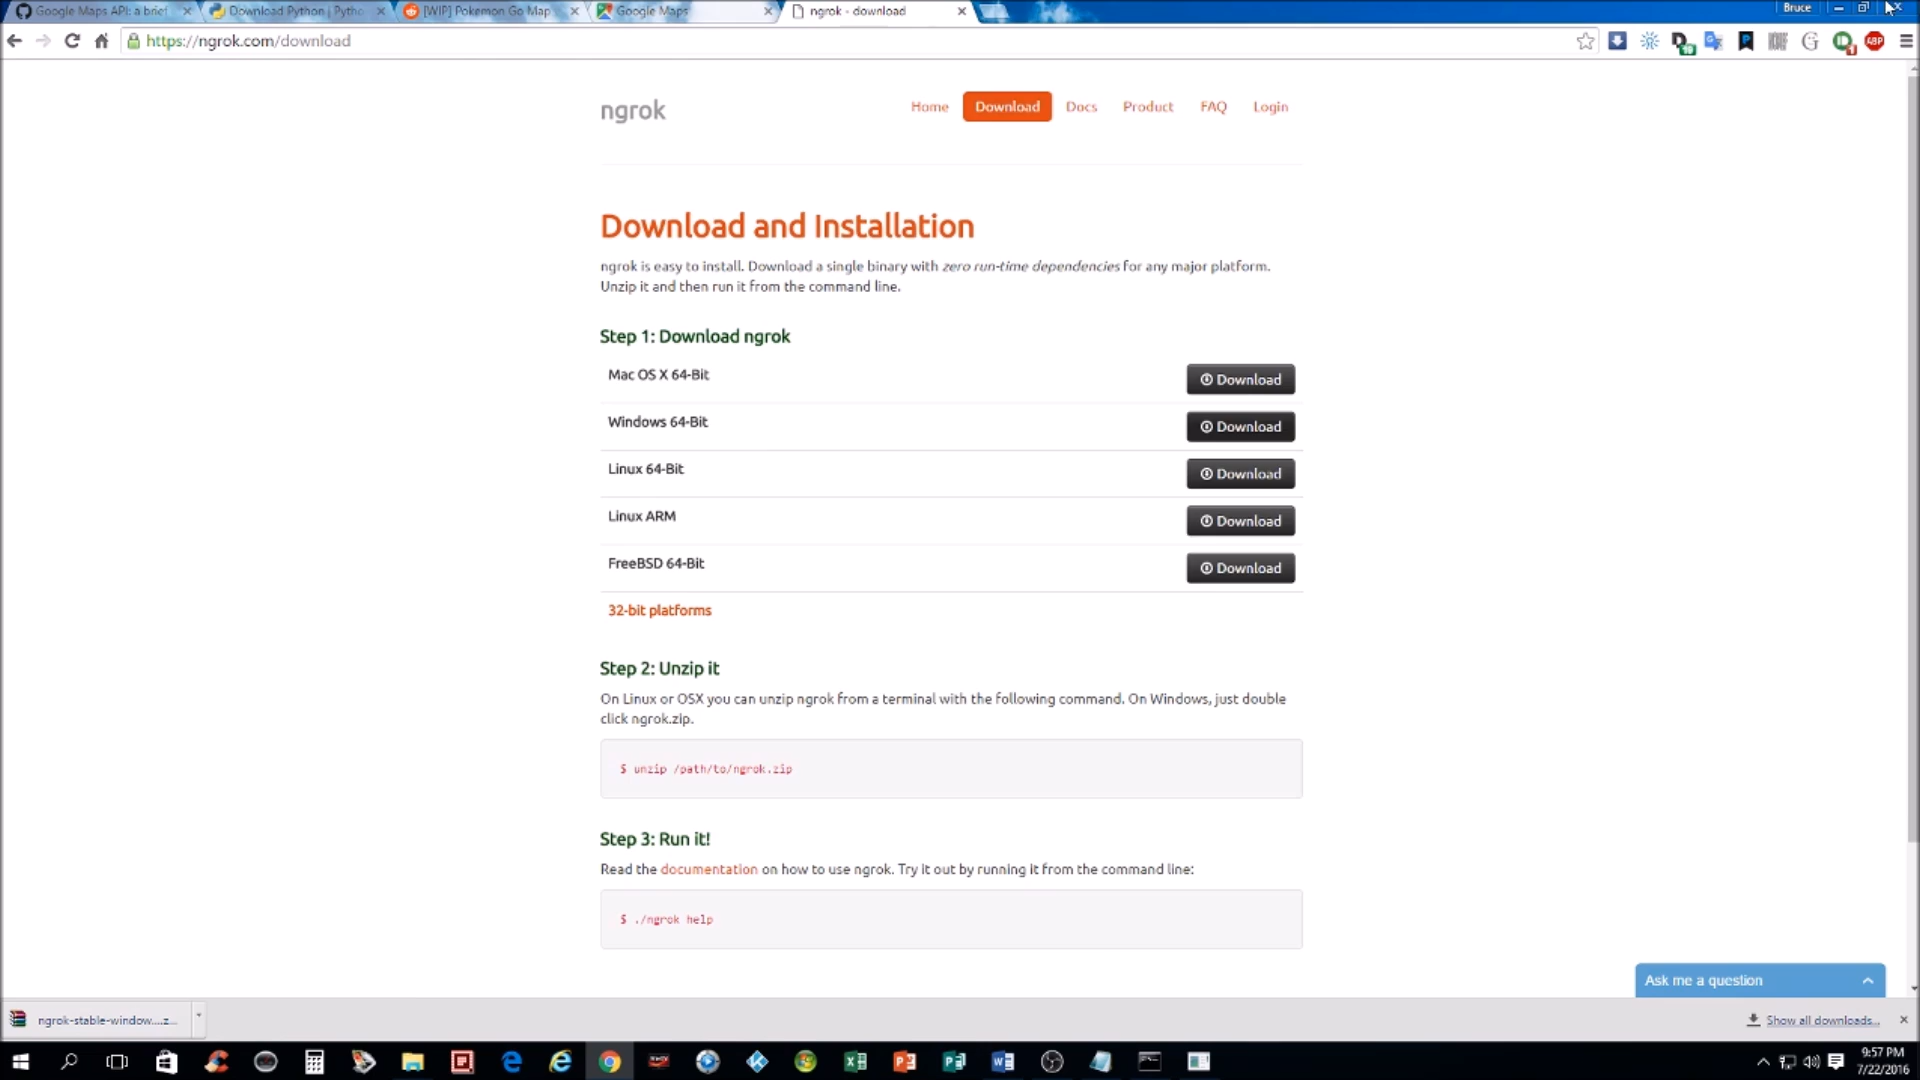 Google Maps API: a brief
Download Python | Pytho
[WIP] Pokemon Go Map
Google Maps
ngrok - download
Bruce
https://ngrok.com/download
ngrok
Home
Download
Docs
Product
FAQ
Login
Download and Installation
ngrok is easy to install. Download a single binary with zero run-time dependencies for any major platform.
Unzip it and then run it from the command line.
Step 1: Download ngrok
Mac OS X 64-Bit
Download
Windows 64-Bit
Download
Linux 64-Bit
Download
Linux ARM
Download
FreeBSD 64-Bit
Download
32-bit platforms
Step 2: Unzip it
On Linux or OSX you can unzip ngrok from a terminal with the following command. On Windows, just double
click ngrok.zip.
$ unzip /path/to/ngrok.zip
Step 3: Run it!
Read the documentation on how to use ngrok. Try it out by running it from the command line:
$ ./ngrok help
Ask me a question
ngrok-stable-window....z...
Show all downloads...
9:57 PM
7/22/2016